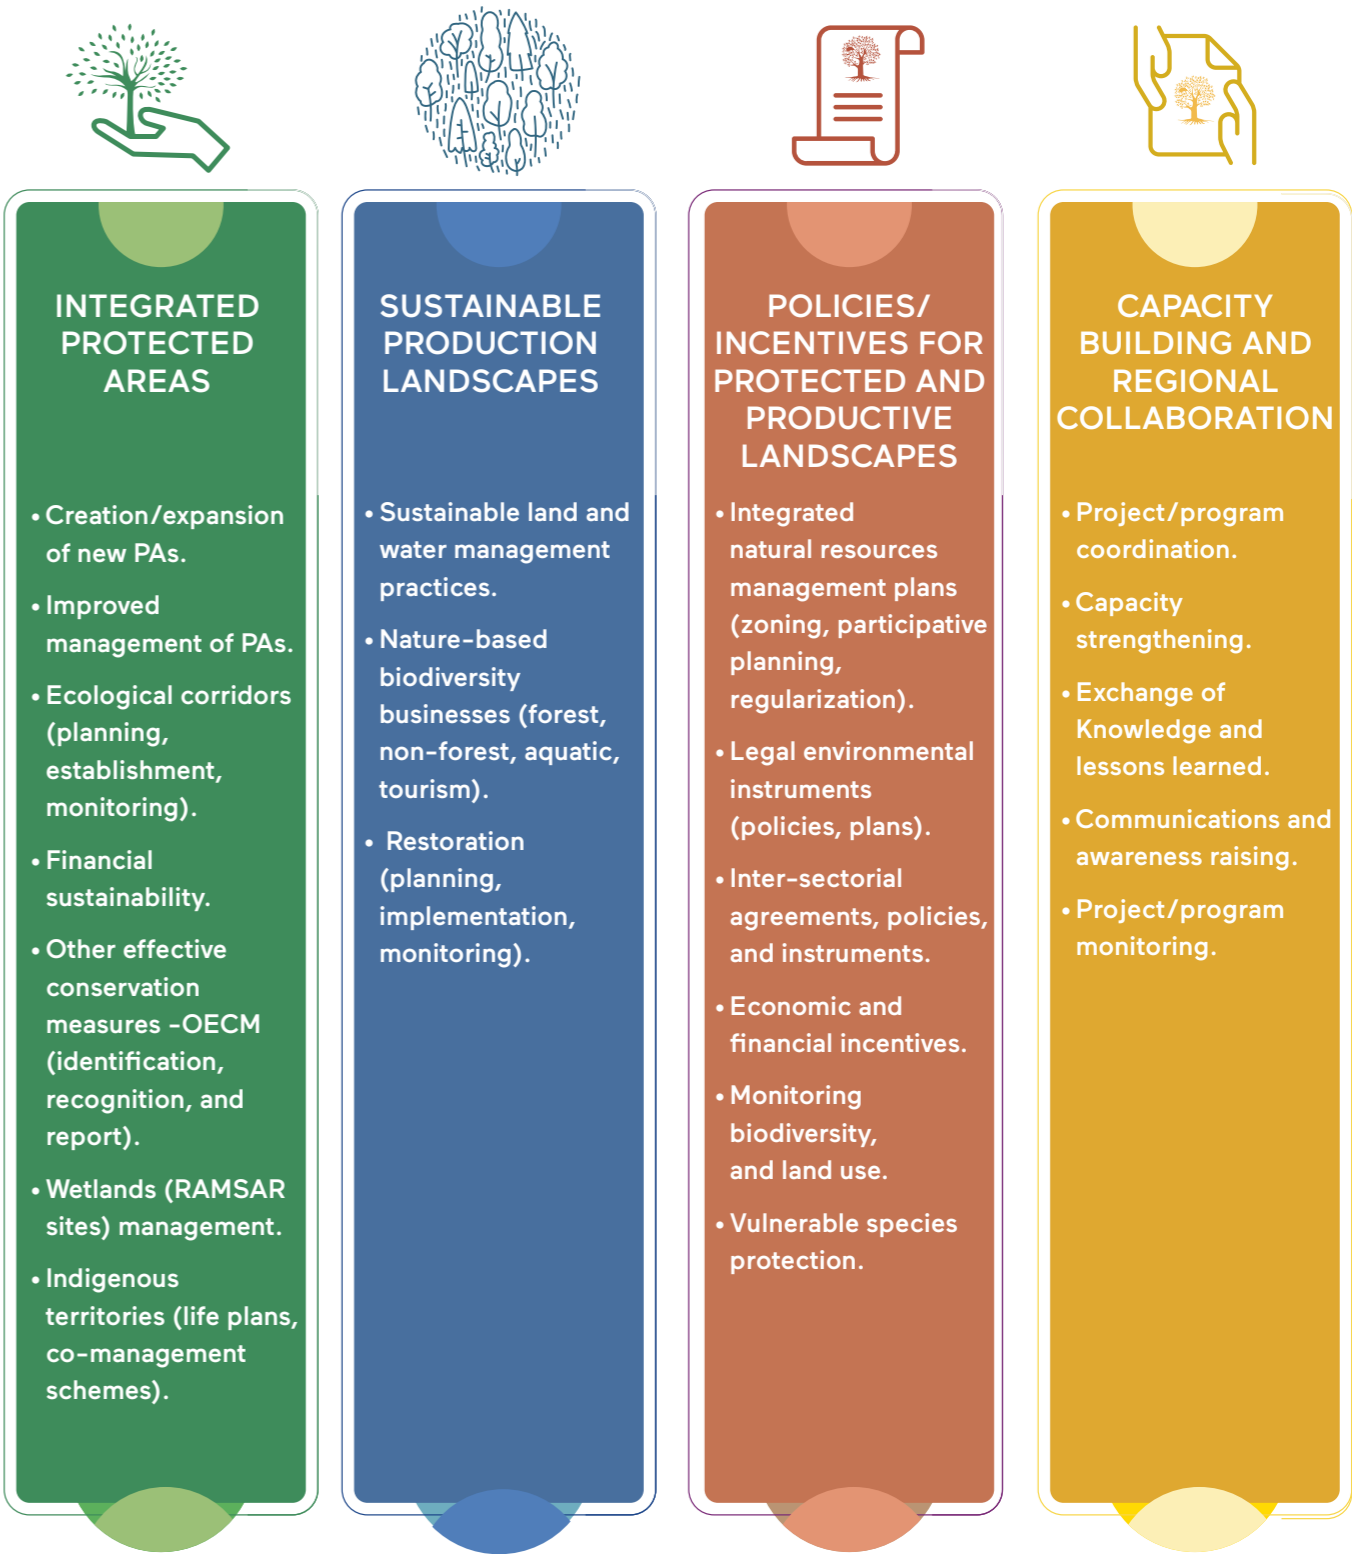 INTEGRATED
PROTECTED
AREAS
• Creation/expansion
of new PAs.
• Improved
management of PAs.
• Ecological corridors
(planning,
establishment,
monitoring).
• Financial
sustainability.
• Other effective
conservation
measures -OECM
(identification,
recognition, and
report).
• Wetlands (RAMSAR
sites) management.
• Indigenous
territories (life plans,
co-management
schemes).
SUSTAINABLE
PRODUCTION
LANDSCAPES
• Sustainable land and
water management
practices.
• Nature-based
biodiversity
businesses (forest,
non-forest, aquatic,
tourism).
• Restoration
(planning,
implementation,
monitoring).
POLICIES/
INCENTIVES FOR
PROTECTED AND
PRODUCTIVE
LANDSCAPES
• Integrated
natural resources
management plans
(zoning, participative
planning,
regularization).
• Legal environmental
instruments
(policies, plans).
• Inter-sectorial
agreements, policies,
and instruments.
• Economic and
financial incentives.
• Monitoring
biodiversity,
and land use.
• Vulnerable species
protection.
CAPACITY
BUILDING AND
REGIONAL
COLLABORATION
• Project/program
coordination.
• Capacity
strengthening.
• Exchange of
Knowledge and
lessons learned.
• Communications and
awareness raising.
• Project/program
monitoring.